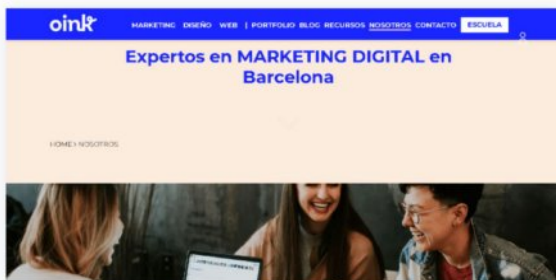 oink
MARKETING DISEÑO WEB | PORTFOLIO BLOG RECURSOS NOSOTROS CONTACTO ESCUELA
Expertos en MARKETING DIGITAL en
Barcelona
HOME > NOSOTROS